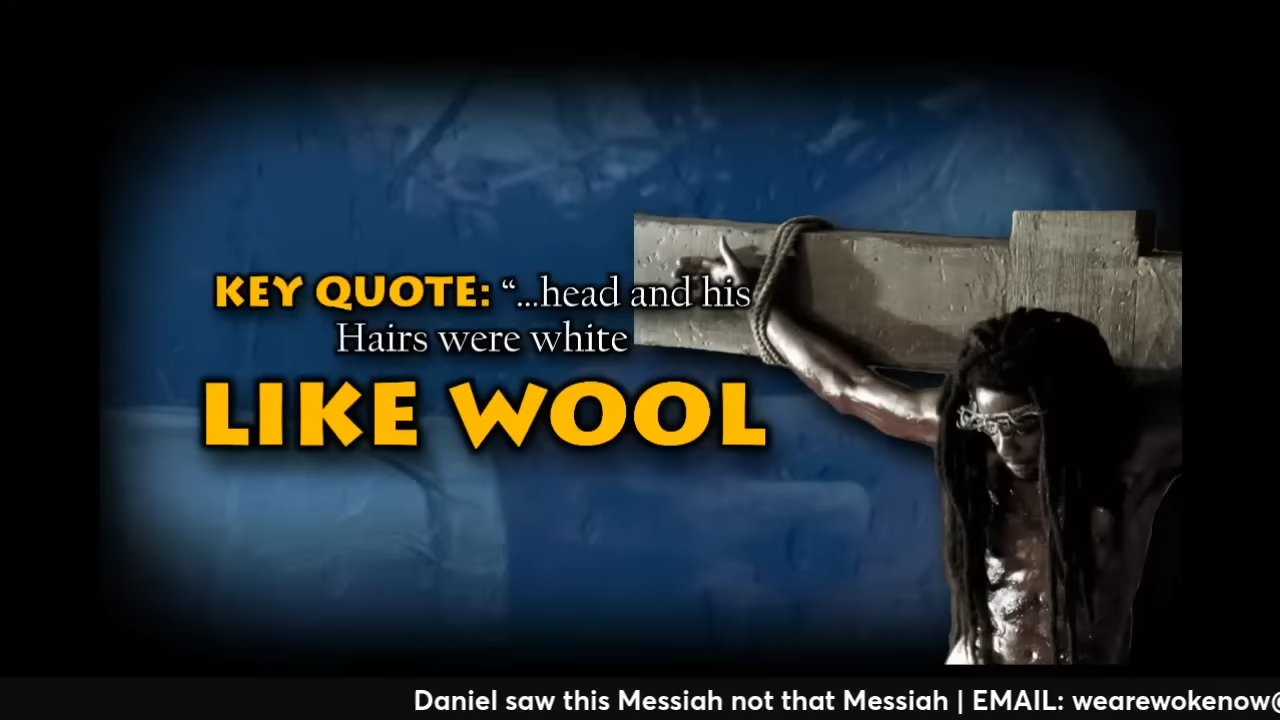 KEY QUOTE: “...head and his
Hairs were white
LIKE WOOL
Daniel saw this Messiah not that Messiah | EMAIL: wearewokenow@